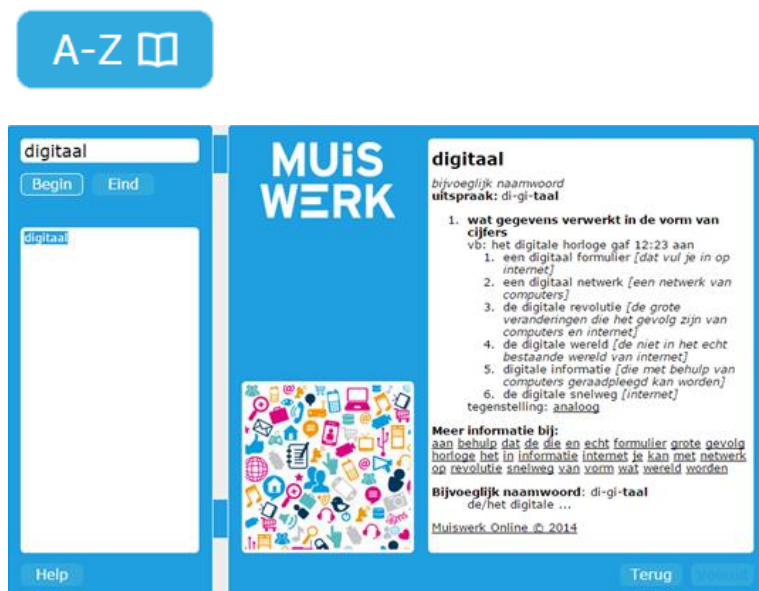 A-Z
digitaal
Begin Eind
digitaal
Help
MUiS
WERK
digitaal
bijvoeglijk naamwoord
uitspraak: di-gi-taal
1. wat gegevens verwerkt in de vorm van
cijfers
vb: het digitale horloge gaf 12:23 aan
1. een digitaal formulier [dat vul je in op
internet]
2. een digitaal netwerk [een netwerk van
computers]
3. de digitale revolutie [de grote
veranderingen die het gevolg zijn van
computers en internet]
4. de digitale wereld [de niet in het echt
bestaande wereld van internet]
5. digitale informatie [die met behulp van
computers geraadpleegd kan worden]
6. de digitale snelweg [internet]
tegenstelling: analoog
Meer informatie bij:
aan behulp dat de die en echt formulier grote gevolg
horloge het in informatie internet je kan met netwerk
op revolutie snelweg van vorm wat wereld worden
Bijvoeglijk naamwoord: di-gi-taal
de/het digitale ...
Muiswerk Online © 2014
Terug